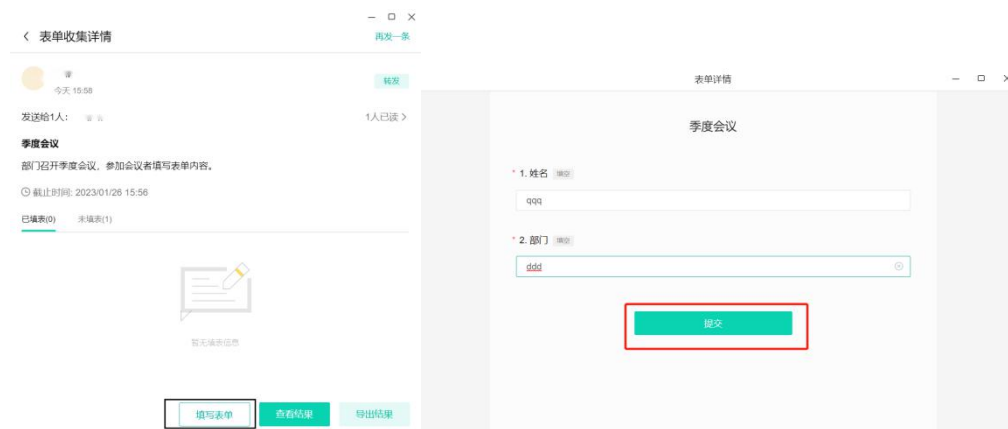 表单收集详情
再发一条
今天 15:58
转发
发送给1人：
1人已读
季度会议
部门召开季度会议，参加会议者填写表单内容。
截止时间: 2023/01/26 15:56
已填表(0)
未填表(1)
暂无填表信息
填写表单
查看结果
导出结果
表单详情
季度会议
* 1. 姓名 填空
qqq
* 2. 部门 填空
ddd
提交